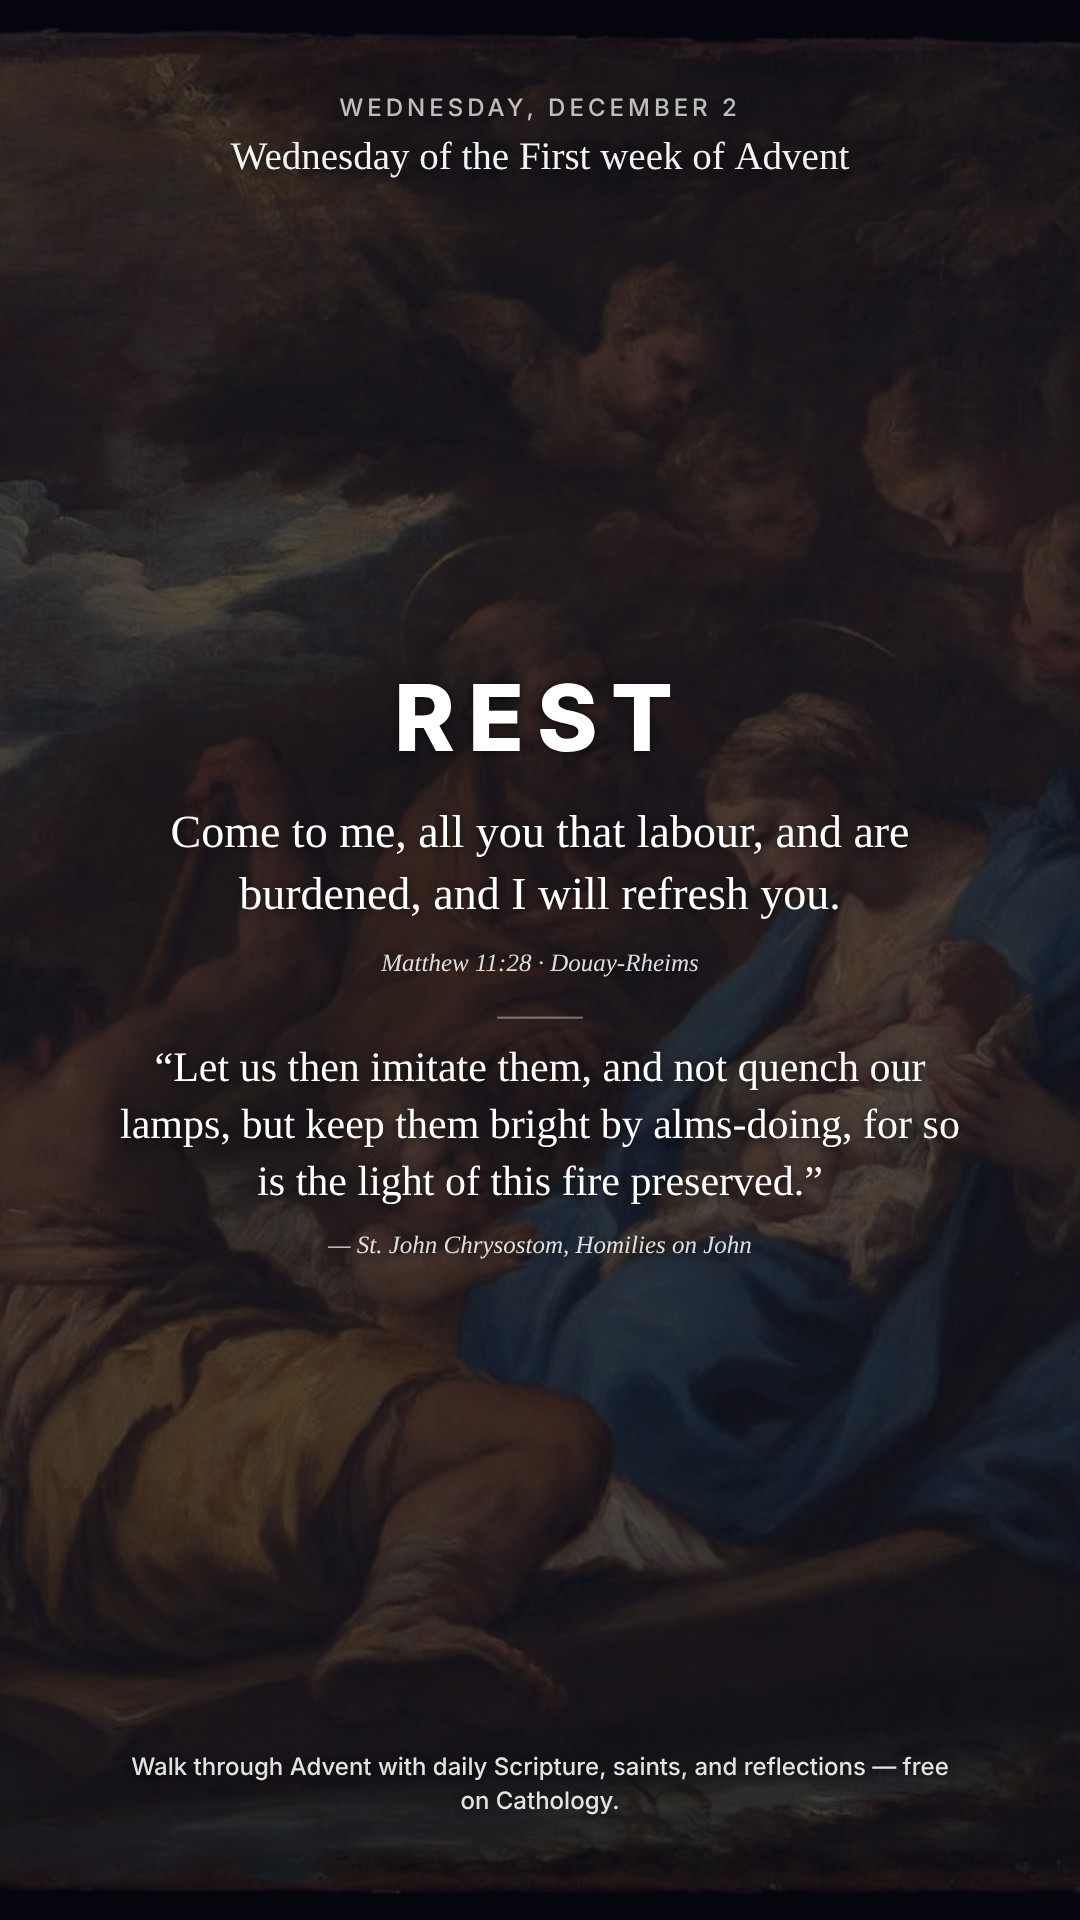 WEDNESDAY, DECEMBER 2
Wednesday of the First week of Advent
REST
Come to me, all you that labour, and are
burdened, and I will refresh you.
Matthew 11:28 · Douay-Rheims
“Let us then imitate them, and not quench our
lamps, but keep them bright by alms-doing, for so
is the light of this fire preserved.”
— St. John Chrysostom, Homilies on John
Walk through Advent with daily Scripture, saints, and reflections — free
on Cathology.